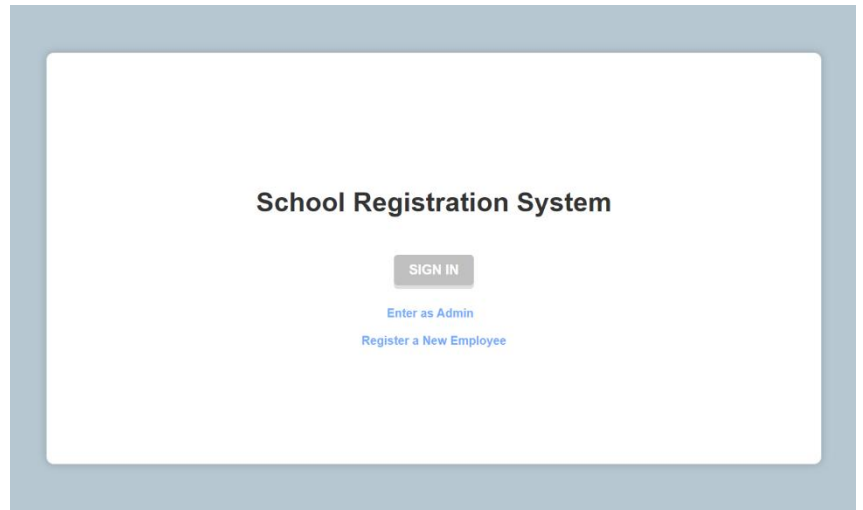 School Registration System
SIGN IN
Enter as Admin
Register a New Employee